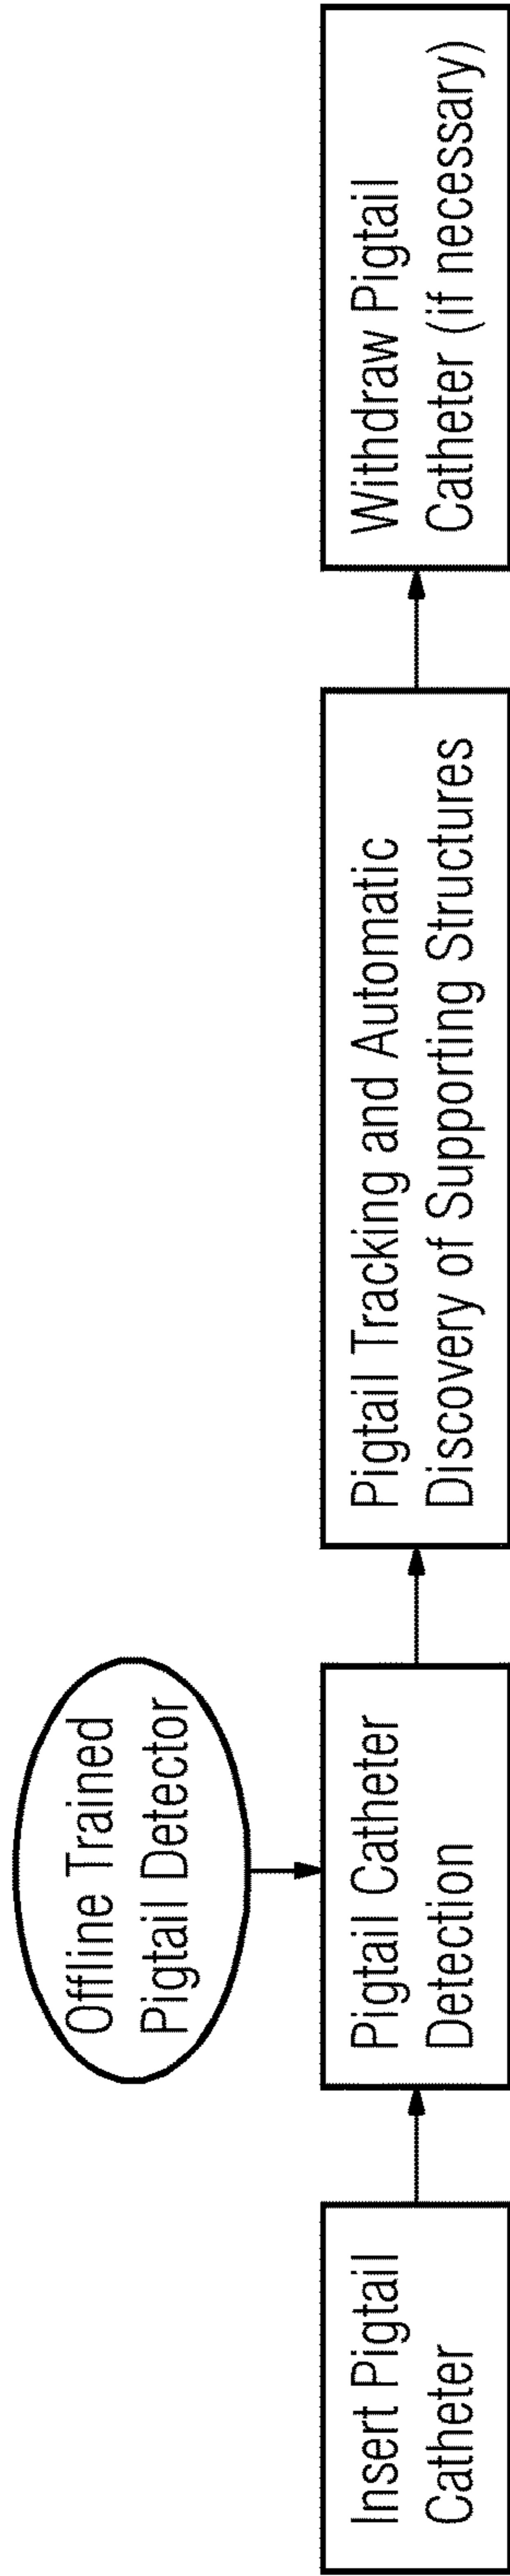 Offline Trained
Pigtail Detector
Insert Pigtail
Catheter
Pigtail Catheter
Detection
Pigtail Tracking and Automatic
Discovery of Supporting Structures
Withdraw Pigtail
Catheter (if necessary)